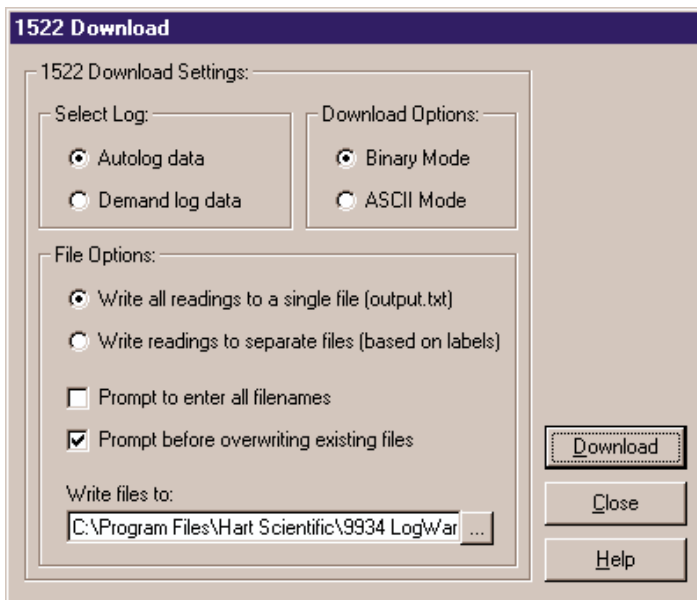 1522 Download
1522 Download Settings:
Select Log:
Autolog data
Demand log data
Download Options:
Binary Mode
ASCII Mode
File Options:
Write all readings to a single file (output.txt)
Write readings to separate files (based on labels)
Prompt to enter all filenames
Prompt before overwriting existing files
Write files to:
C:\Program Files\Hart Scientific\9934 LogWar ...
Download
Close
Help